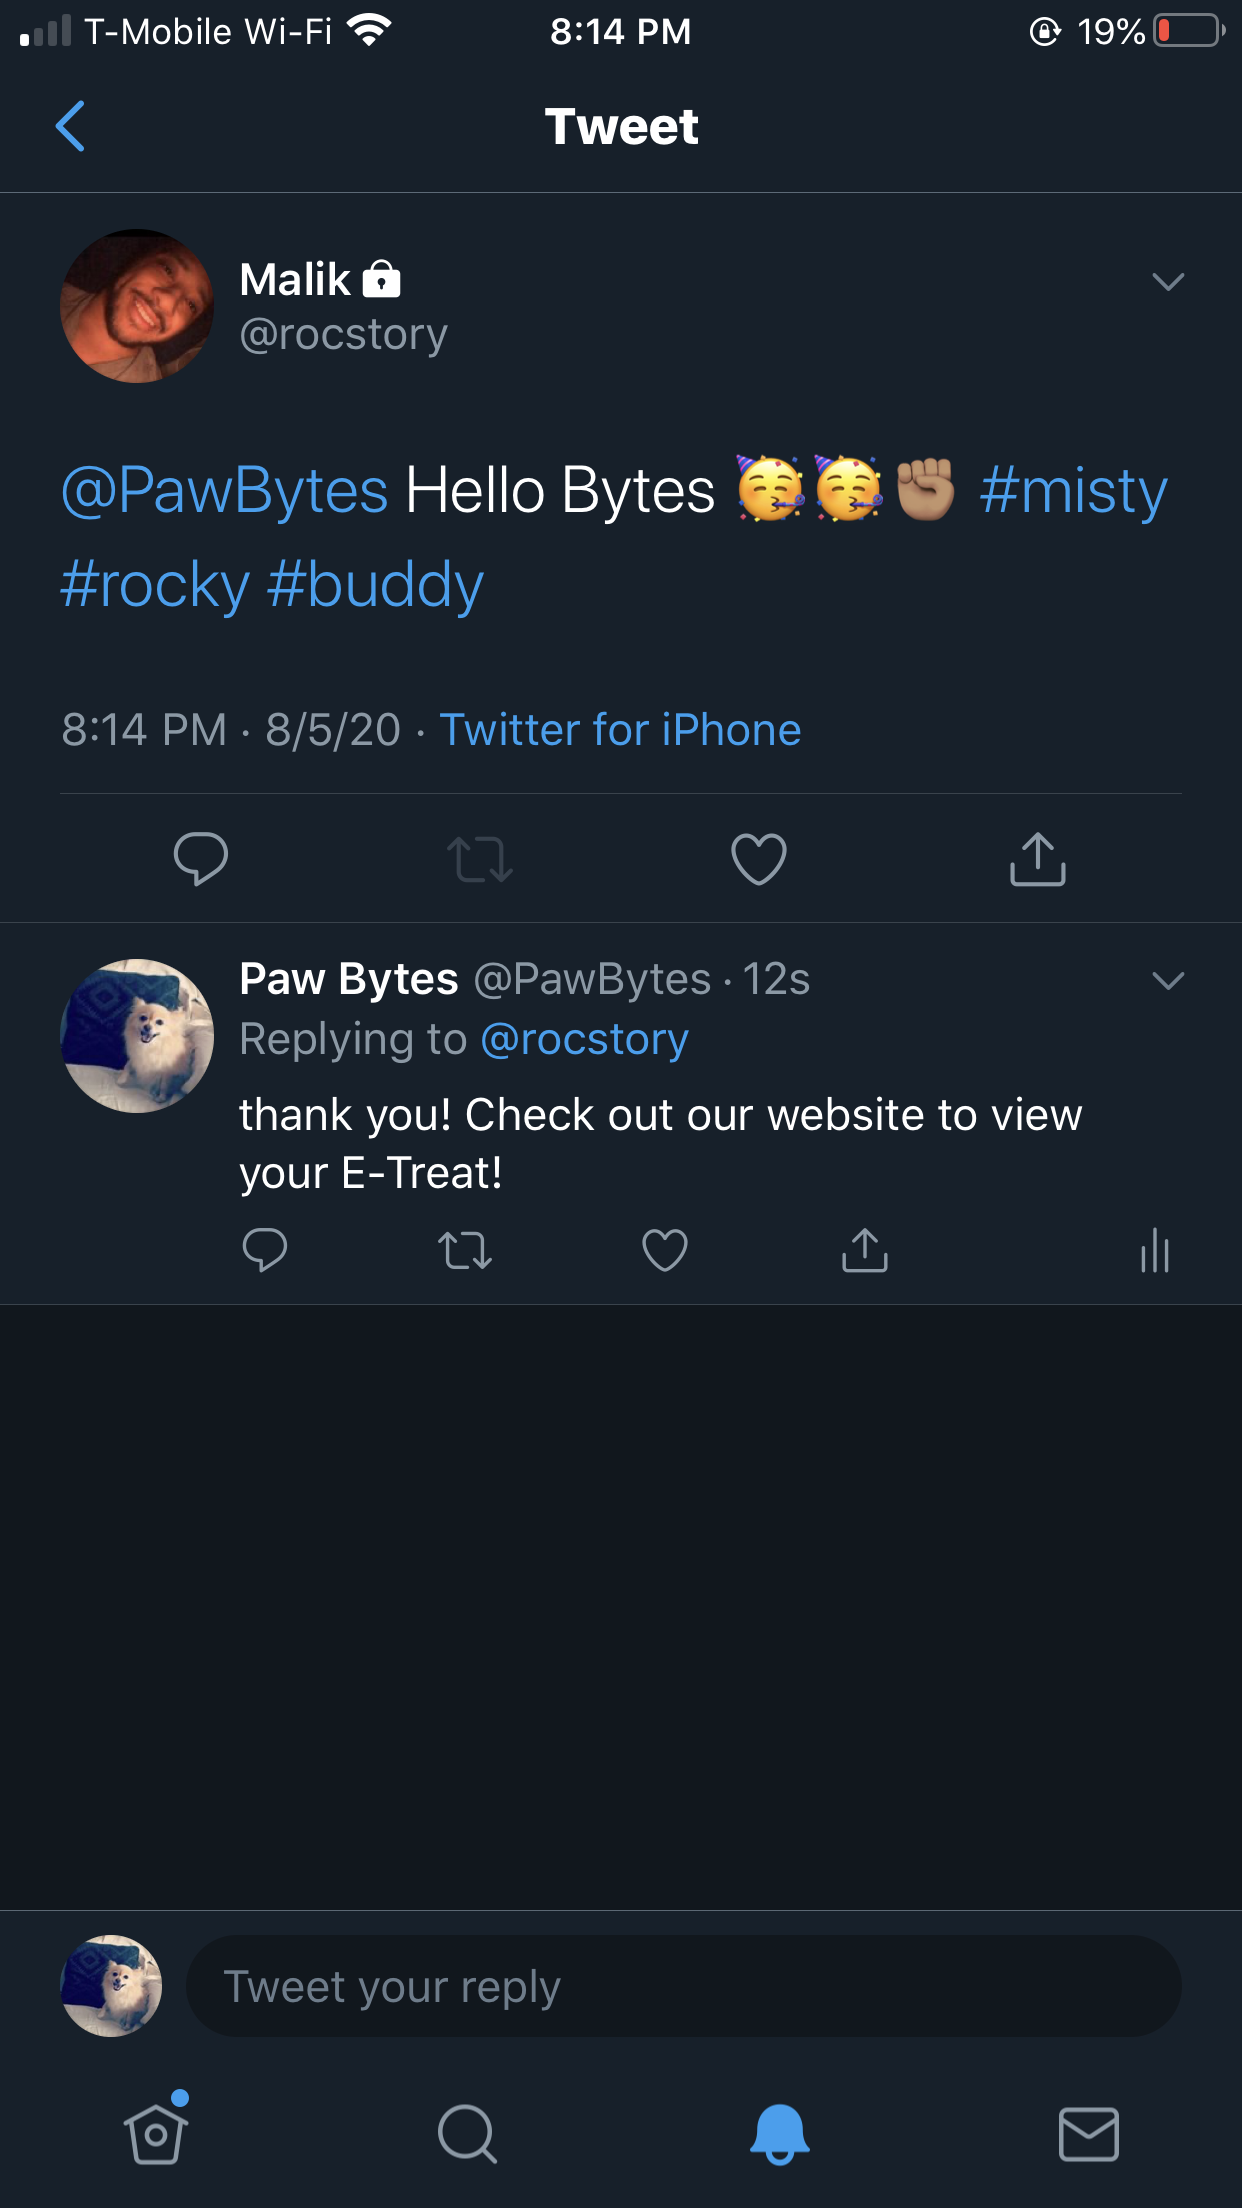 T-Mobile Wi-Fi 8:14 PM 19%
Tweet
Malik
@rocstory
@PawBytes Hello Bytes 🥳🥳✊🏽 #misty
#rocky #buddy
8:14 PM · 8/5/20 · Twitter for iPhone
Paw Bytes @PawBytes · 12s
Replying to @rocstory
thank you! Check out our website to view
your E-Treat!
Tweet your reply